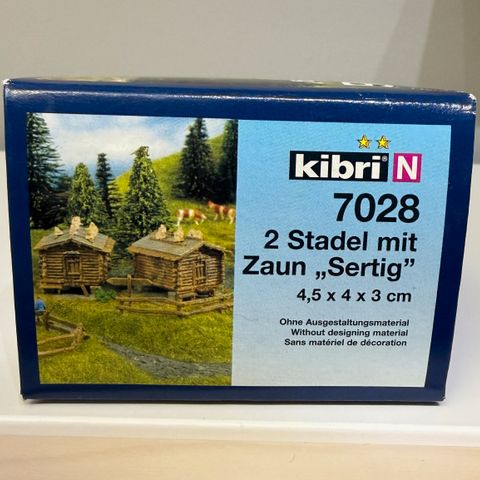 kibri N
7028
2 Stadel mit
Zaun „Sertig”
4,5 x 4 x 3 cm
Ohne Ausgestaltungsmaterial
Without designing material
Sans matériel de décoration